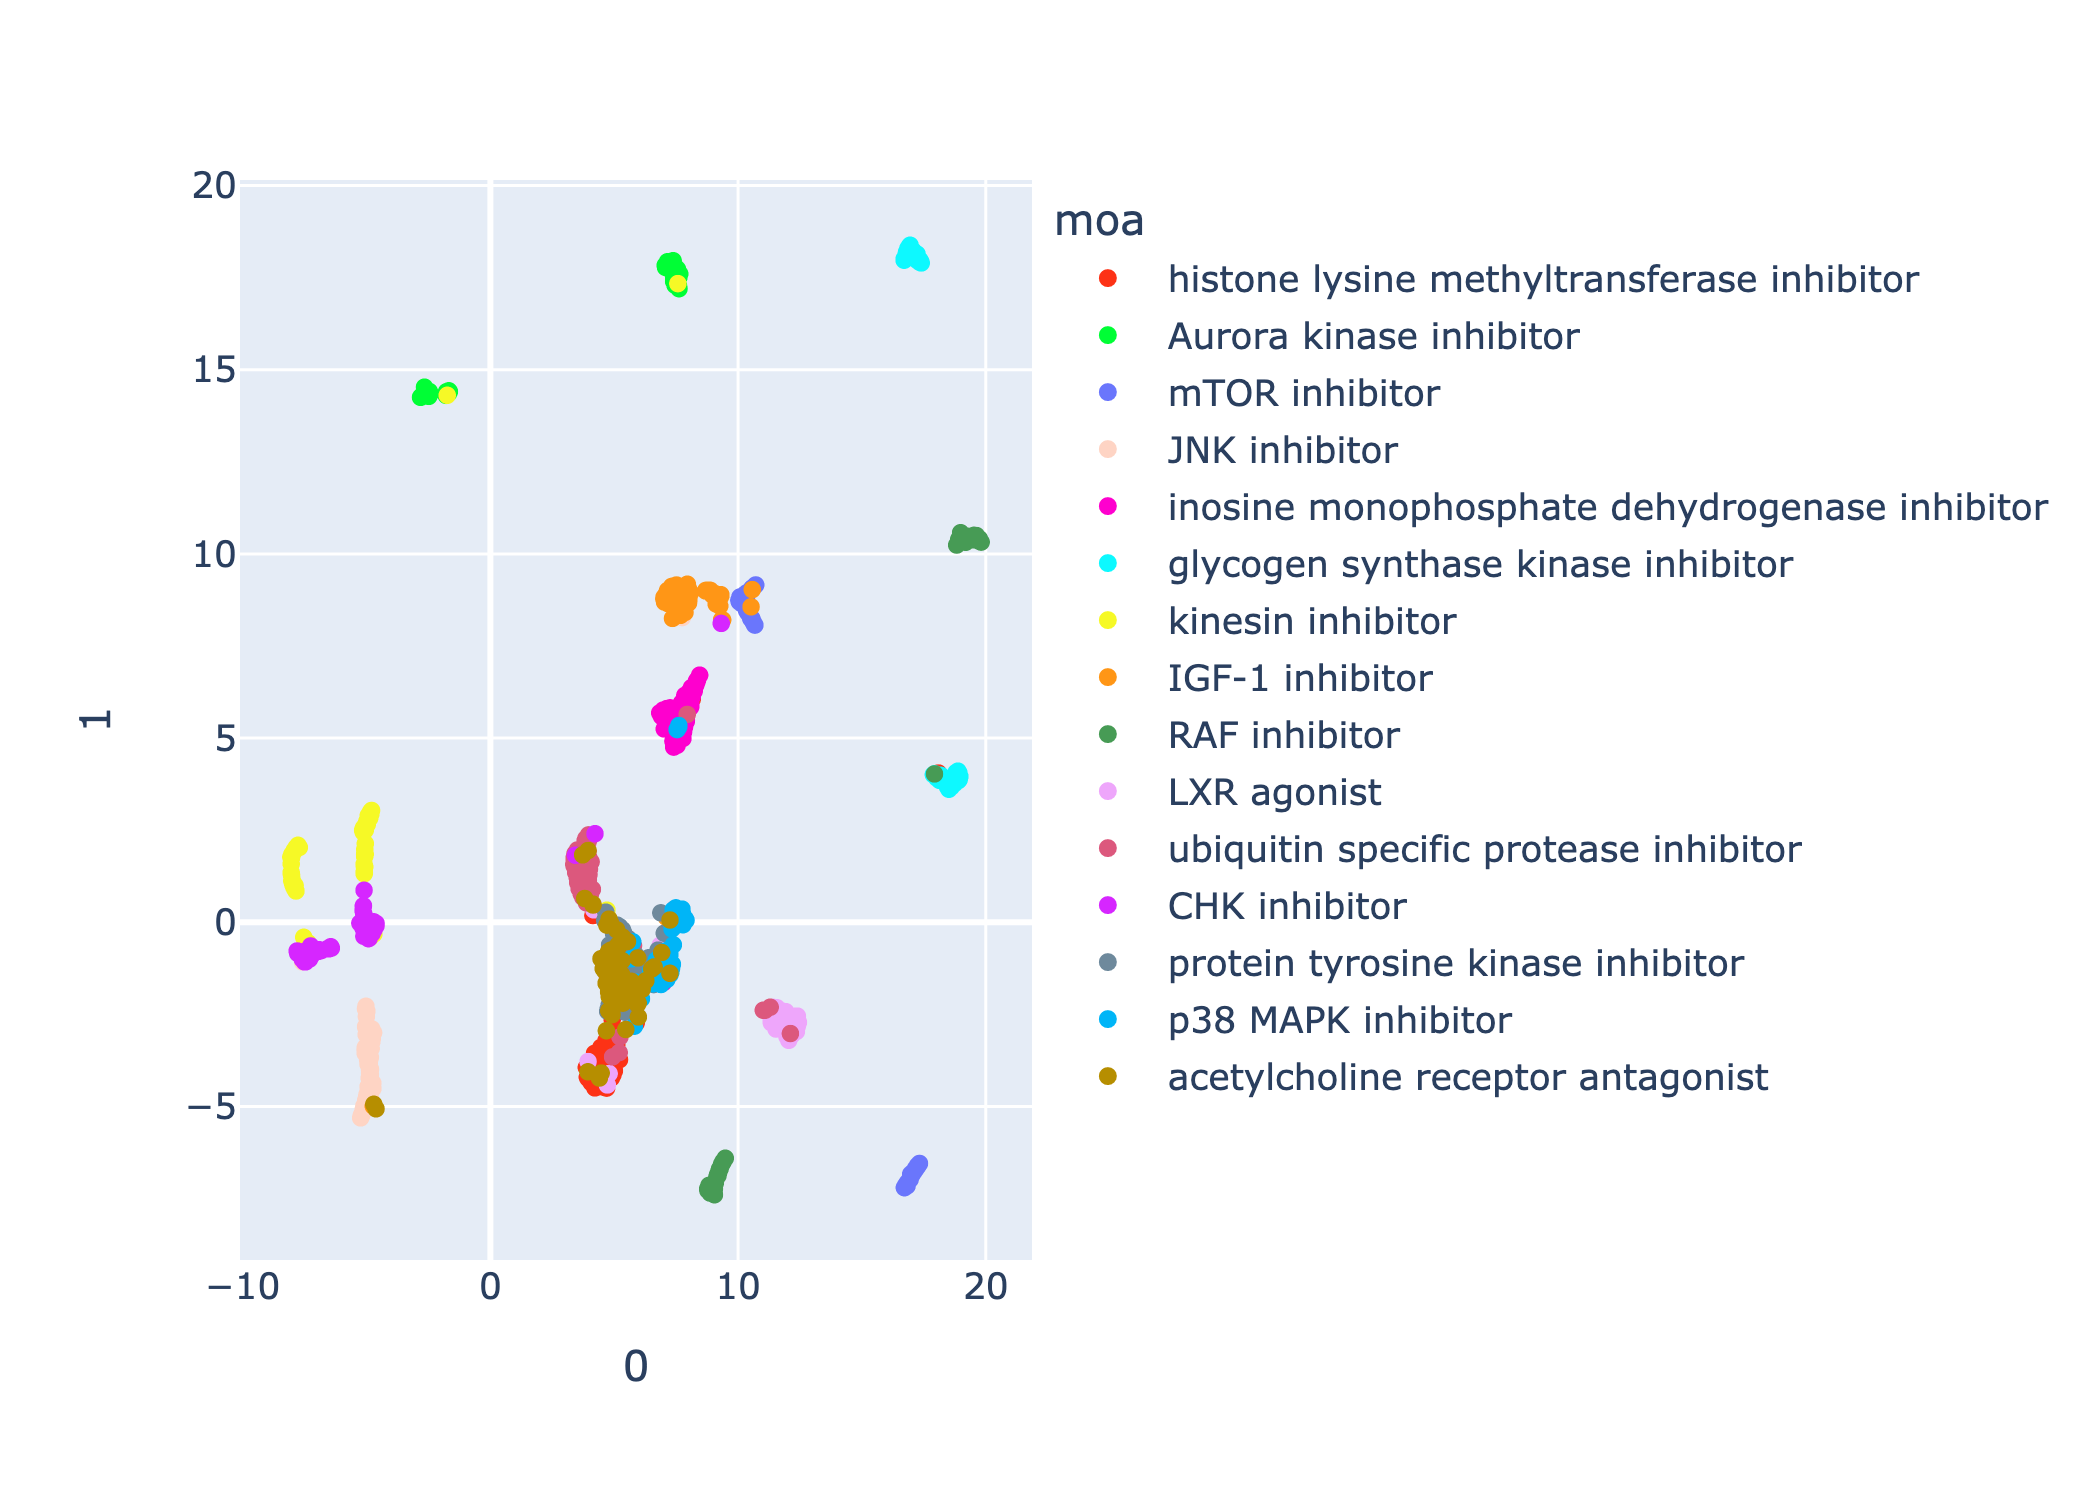 moa
histone lysine methyltransferase inhibitor
Aurora kinase inhibitor
mTOR inhibitor
JNK inhibitor
inosine monophosphate dehydrogenase inhibitor
glycogen synthase kinase inhibitor
kinesin inhibitor
IGF-1 inhibitor
RAF inhibitor
LXR agonist
ubiquitin specific protease inhibitor
CHK inhibitor
protein tyrosine kinase inhibitor
p38 MAPK inhibitor
acetylcholine receptor antagonist
20
15
10
5
0
−5
1
−10 0 10 20
0